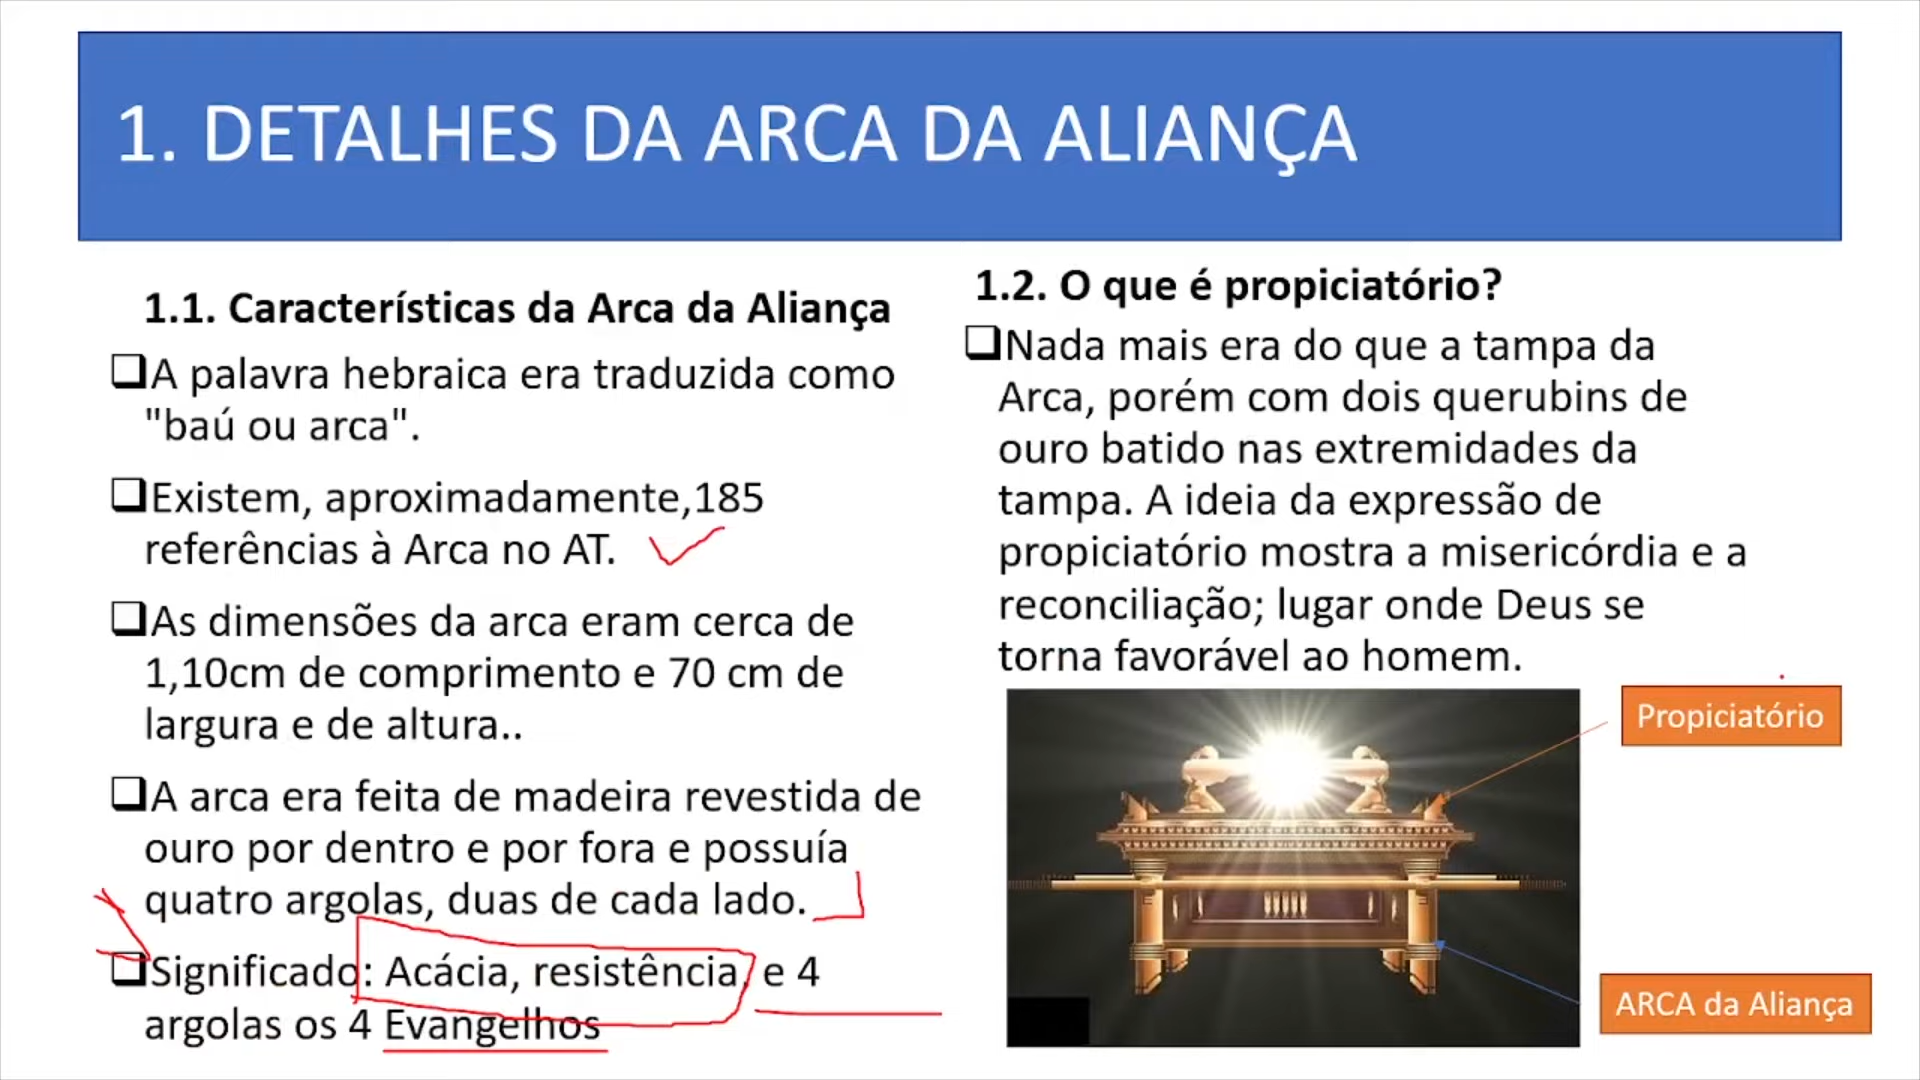 1. DETALHES DA ARCA DA ALIANÇA
1.1. Características da Arca da Aliança
A palavra hebraica era traduzida como
"baú ou arca".
Existem, aproximadamente,185
referências à Arca no AT.
As dimensões da arca eram cerca de
1,10cm de comprimento e 70 cm de
largura e de altura..
A arca era feita de madeira revestida de
ouro por dentro e por fora e possuía
quatro argolas, duas de cada lado.
Significado: Acácia, resistência, e 4
argolas os 4 Evangelhos
1.2. O que é propiciatório?
Nada mais era do que a tampa da
Arca, porém com dois querubins de
ouro batido nas extremidades da
tampa. A ideia da expressão de
propiciatório mostra a misericórdia e a
reconciliação; lugar onde Deus se
torna favorável ao homem.
Propiciatório
ARCA da Aliança